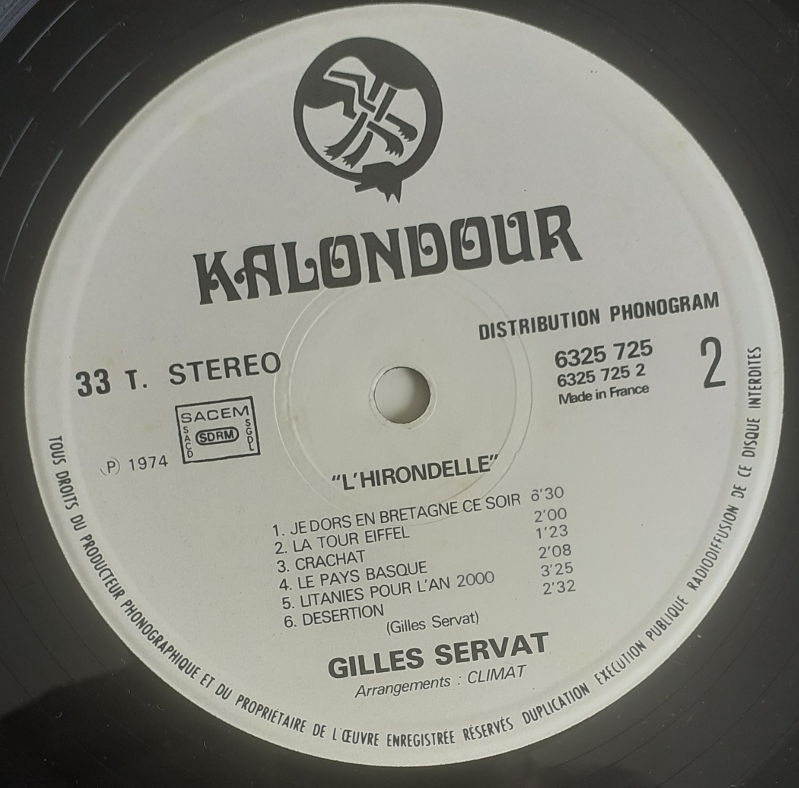 KALONDOUR
DISTRIBUTION PHONOGRAM
33 T. STEREO
6325 725
6325 725 2
Made in France
2
SACEM
SACD
SDRM
SGDL
Ⓟ 1974
"L'HIRONDELLE"
1. JE DORS EN BRETAGNE CE SOIR 6'30
2. LA TOUR EIFFEL 2'00
3. CRACHAT 1'23
4. LE PAYS BASQUE 2'08
5. LITANIES POUR L'AN 2000 3'25
6. DESERTION 2'32
(Gilles Servat)
GILLES SERVAT
Arrangements : CLIMAT
TOUS DROITS DU PRODUCTEUR PHONOGRAPHIQUE ET DU PROPRIÉTAIRE DE L'ŒUVRE ENREGISTRÉE RÉSERVÉS DUPLICATION EXECUTION PUBLIQUE RADIODIFFUSION DE CE DISQUE INTERDITES